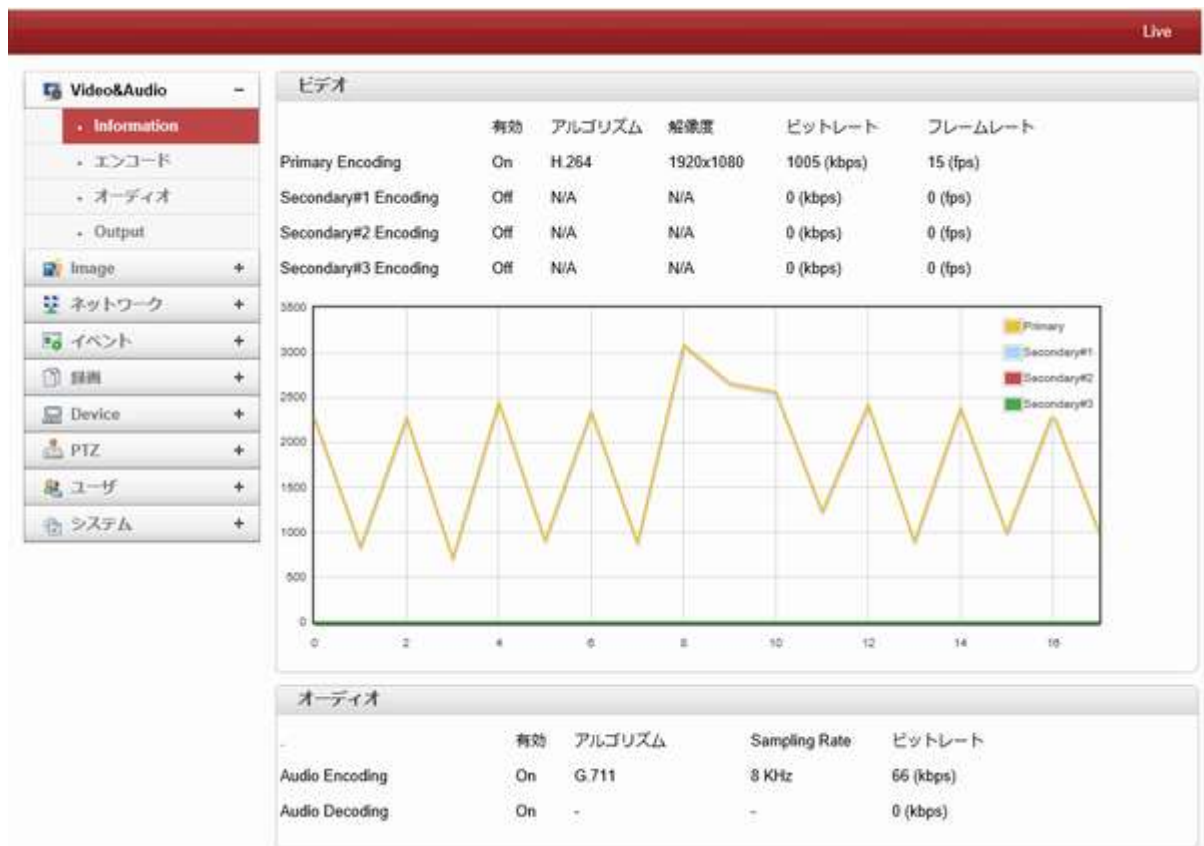 Live
Video&Audio −
• Information
• エンコード
• オーディオ
• Output
Image +
ネットワーク +
イベント +
録画 +
Device +
PTZ +
ユーザ +
システム +
ビデオ
有効 アルゴリズム 解像度 ビットレート フレームレート
Primary Encoding On H.264 1920x1080 1005 (kbps) 15 (fps)
Secondary#1 Encoding Off N/A N/A 0 (kbps) 0 (fps)
Secondary#2 Encoding Off N/A N/A 0 (kbps) 0 (fps)
Secondary#3 Encoding Off N/A N/A 0 (kbps) 0 (fps)
3500
3000
2500
2000
1500
1000
500
0
0 2 4 6 8 10 12 14 16
Primary
Secondary#1
Secondary#2
Secondary#3
オーディオ
. 有効 アルゴリズム Sampling Rate ビットレート
Audio Encoding On G.711 8 KHz 66 (kbps)
Audio Decoding On - - 0 (kbps)